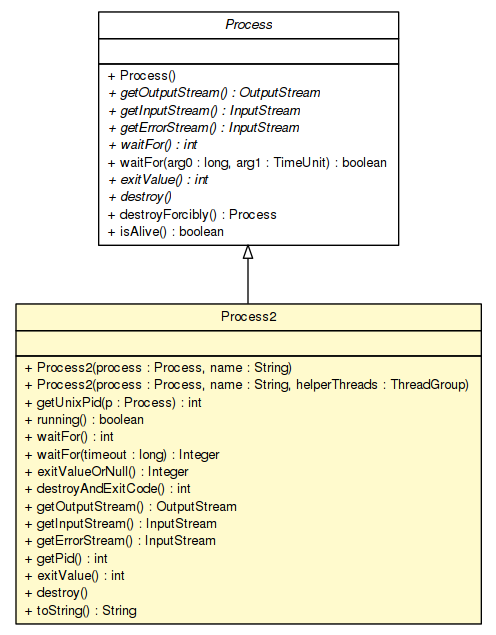 Process
+ Process()
+ getOutputStream() : OutputStream
+ getInputStream() : InputStream
+ getErrorStream() : InputStream
+ waitFor() : int
+ waitFor(arg0 : long, arg1 : TimeUnit) : boolean
+ exitValue() : int
+ destroy()
+ destroyForcibly() : Process
+ isAlive() : boolean
Process2
+ Process2(process : Process, name : String)
+ Process2(process : Process, name : String, helperThreads : ThreadGroup)
+ getUnixPid(p : Process) : int
+ running() : boolean
+ waitFor() : int
+ waitFor(timeout : long) : Integer
+ exitValueOrNull() : Integer
+ destroyAndExitCode() : int
+ getOutputStream() : OutputStream
+ getInputStream() : InputStream
+ getErrorStream() : InputStream
+ getPid() : int
+ exitValue() : int
+ destroy()
+ toString() : String